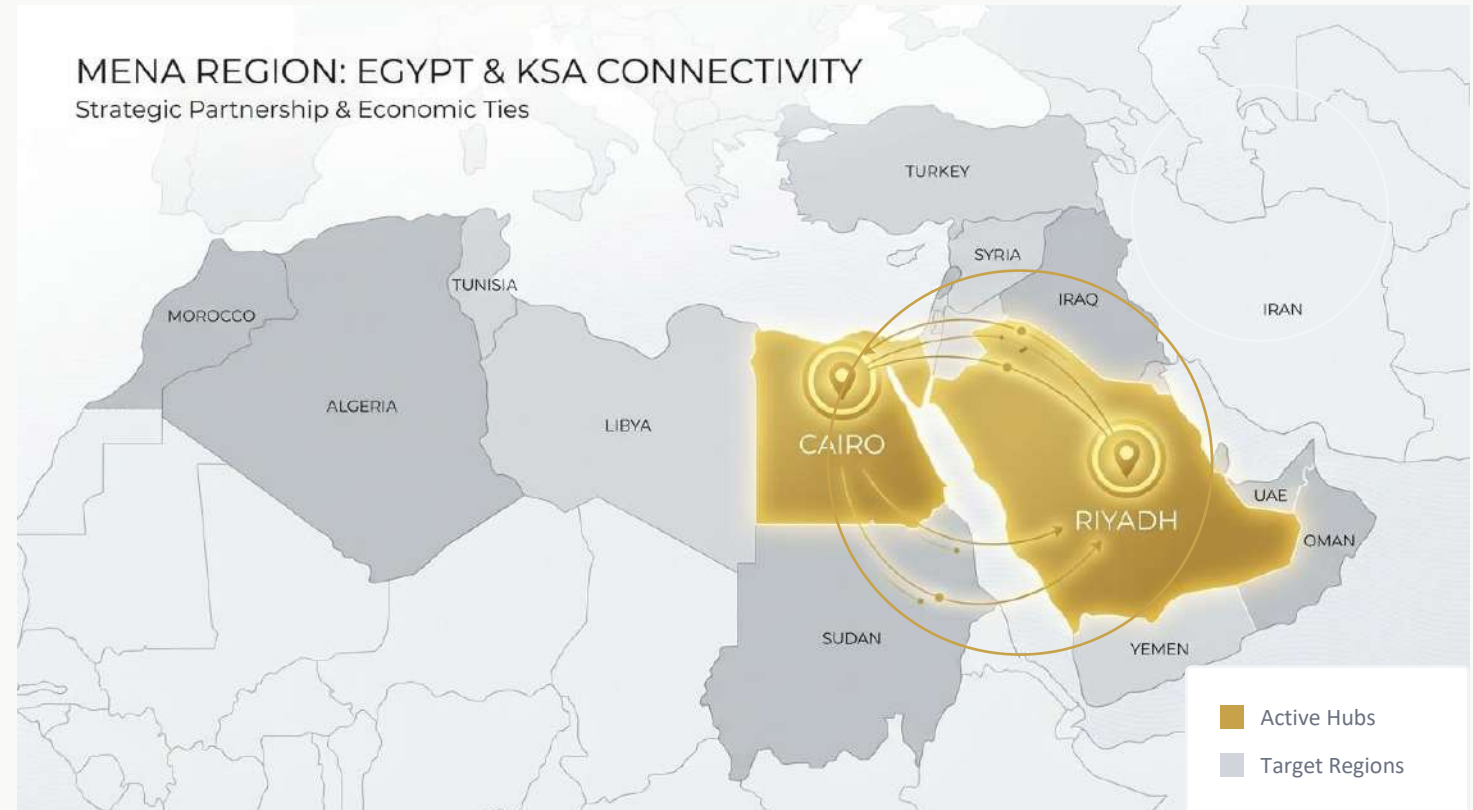 MENA REGION: EGYPT & KSA CONNECTIVITY
Strategic Partnership & Economic Ties
TURKEY
SYRIA
TUNISIA
IRAQ
MOROCCO
IRAN
ALGERIA
LIBYA
CAIRO
UAE
RIYADH
OMAN
SUDAN
YEMEN
Active Hubs
Target Regions